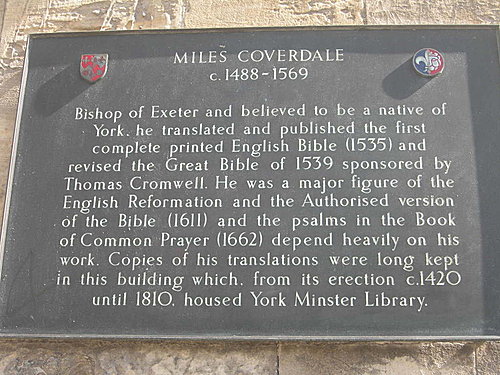 MILES COVERDALE
c.1488-1569
Bishop of Exeter and believed to be a native of
York, he translated and published the first
complete printed English Bible (1535) and
revised the Great Bible of 1539 sponsored by
Thomas Cromwell. He was a major figure of the
English Reformation and the Authorised version
of the Bible (1611) and the psalms in the Book
of Common Prayer (1662) depend heavily on his
work. Copies of his translations were long kept
in this building which, from its erection c.1420
until 1810, housed York Minster Library.